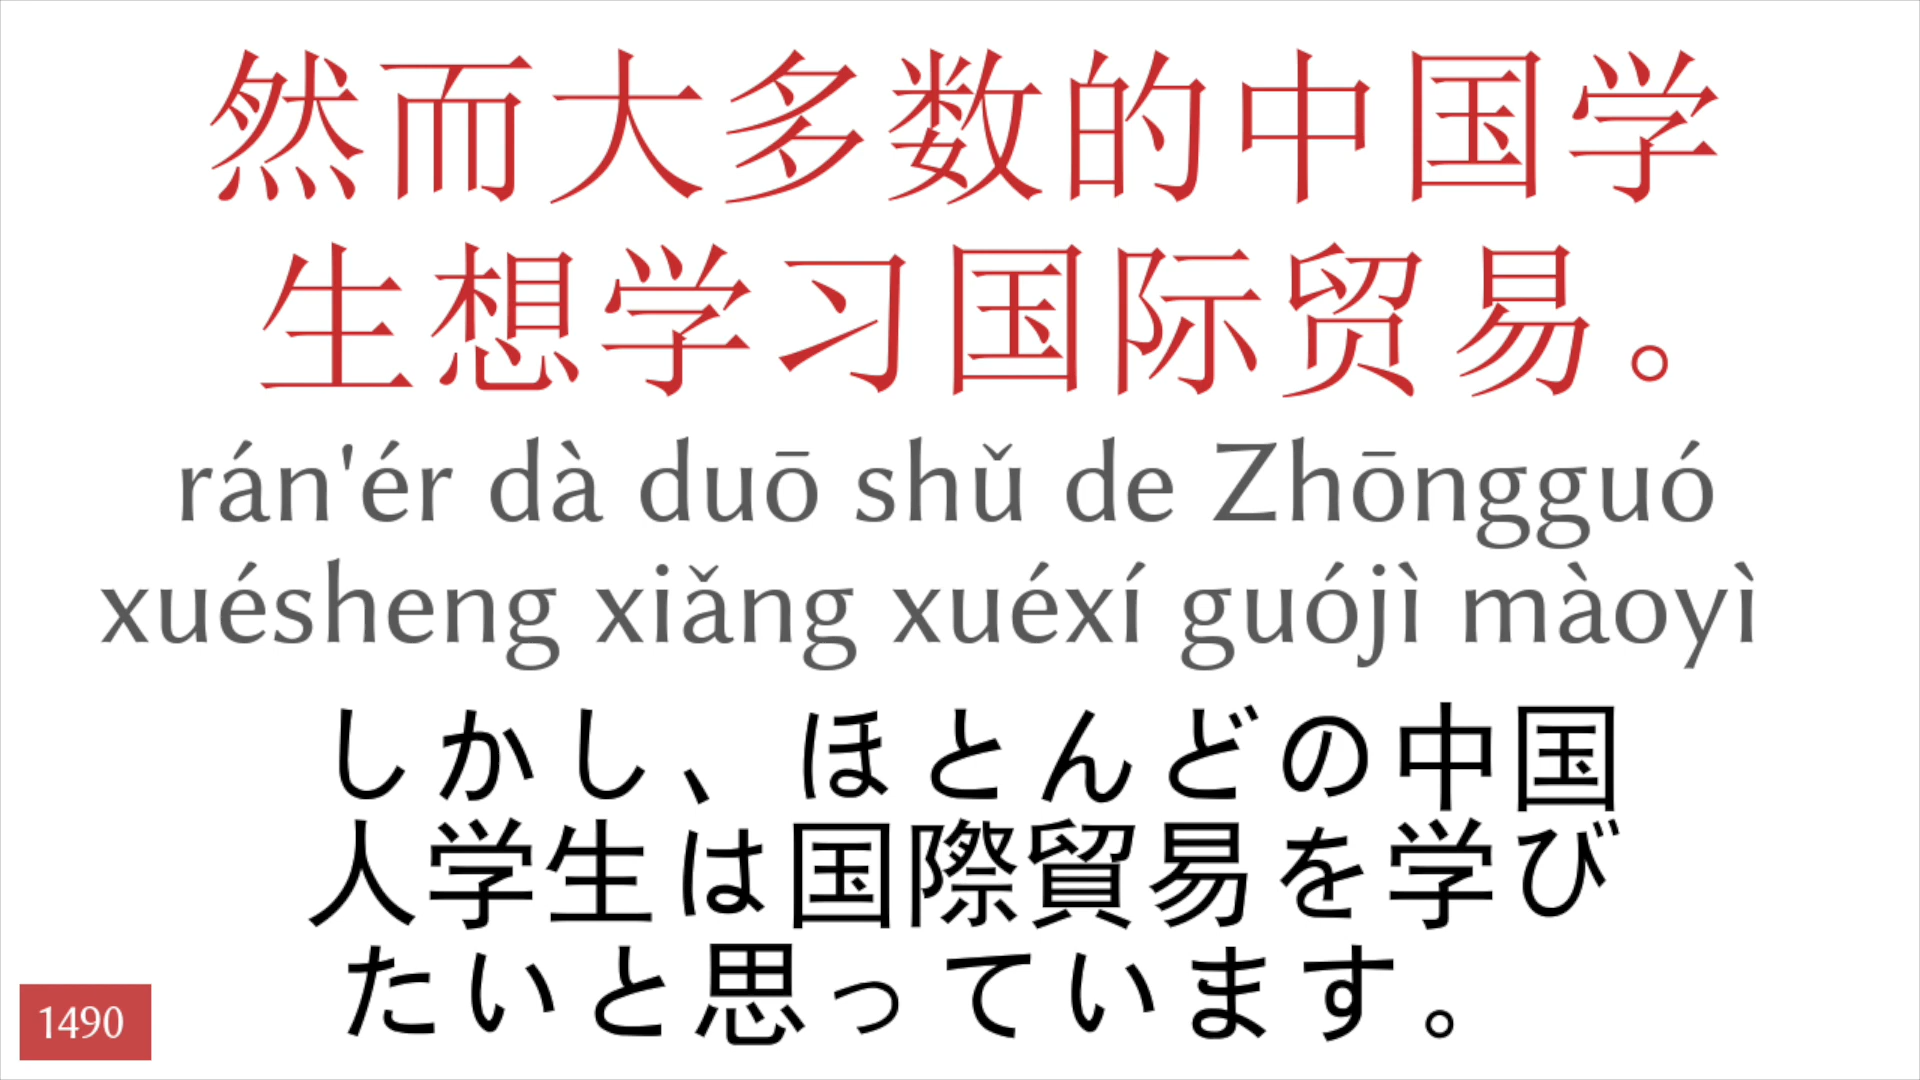 然而大多数的中国学
生想学习国际贸易。
rán'ér dà duō shǔ de Zhōngguó
xuésheng xiǎng xuéxí guójì màoyì
しかし、ほとんどの中国
人学生は国際貿易を学び
たいと思っています。
1490